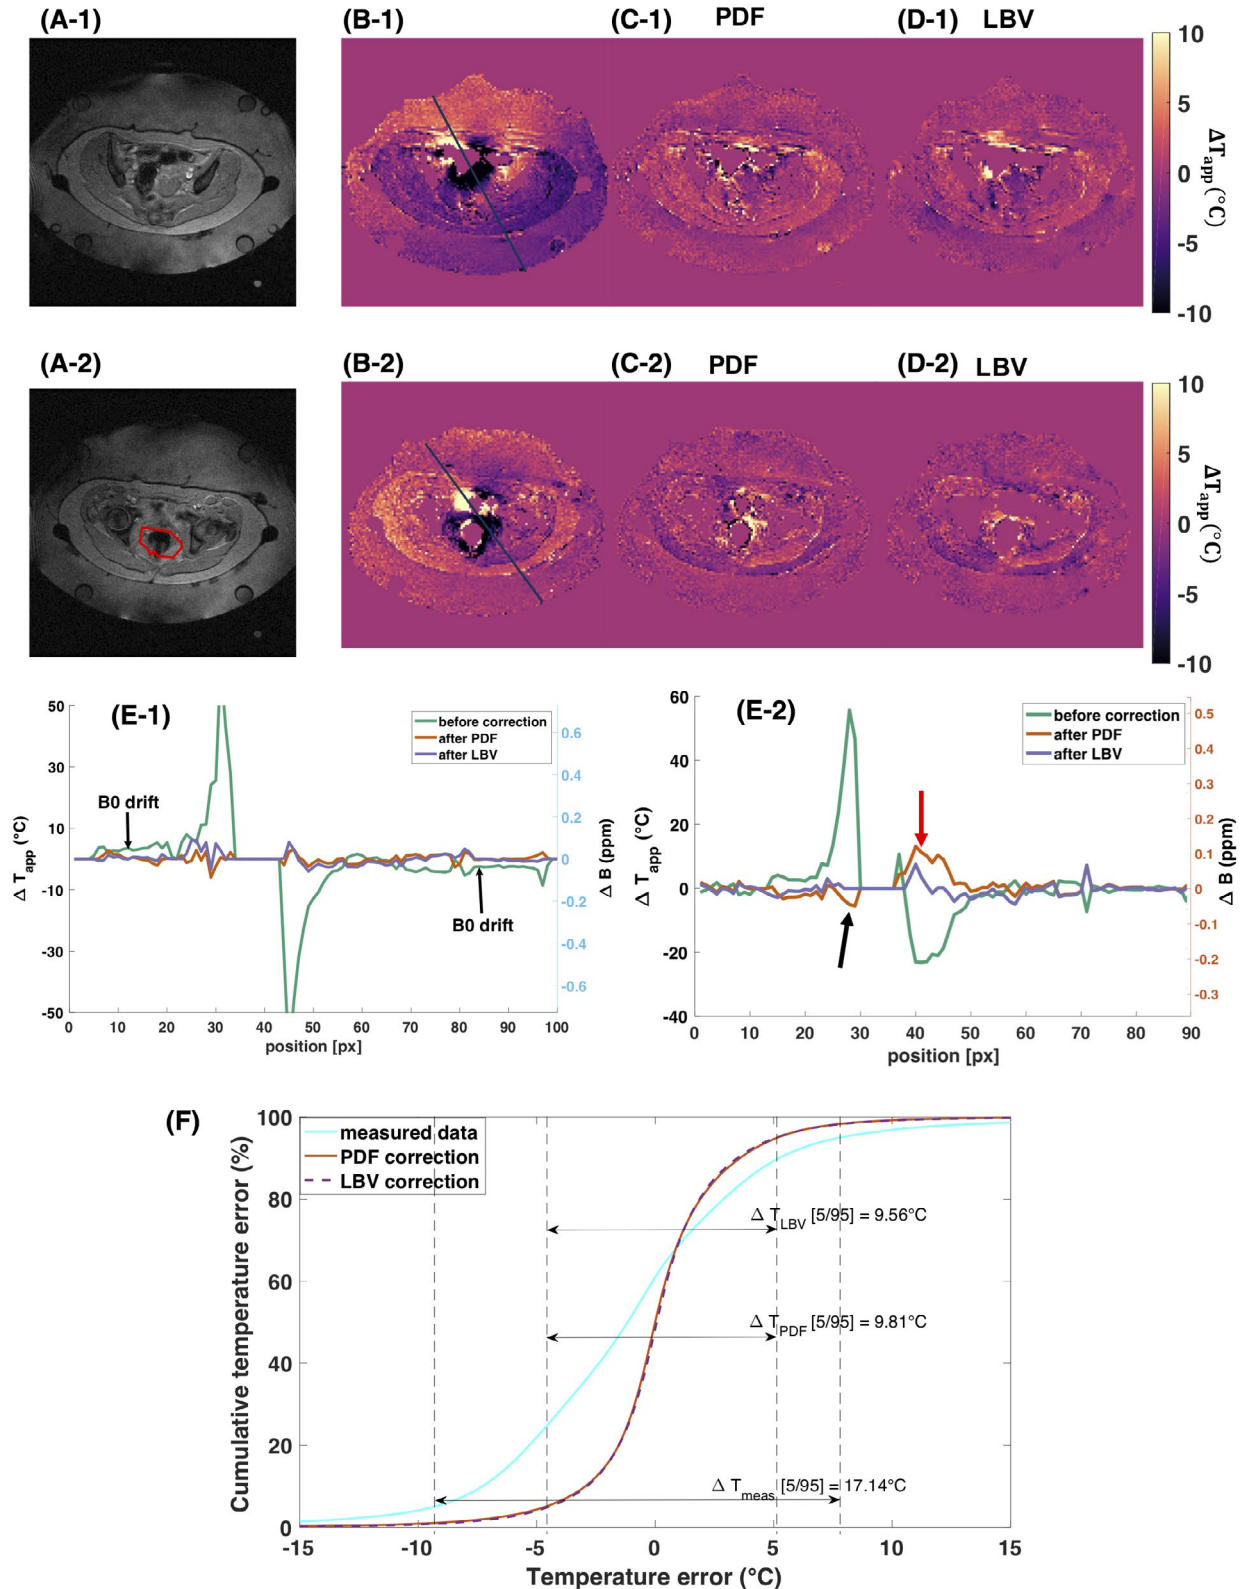 (A-1) (B-1) (C-1) PDF (D-1) LBV
10
5
0
-5
-10
ΔTapp (°C)
(A-2) (B-2) (C-2) PDF (D-2) LBV
10
5
0
-5
-10
ΔTapp (°C)
(E-1)
before correction
after PDF
after LBV
B0 drift
B0 drift
50
30
10
-10
-30
-50
Δ Tapp (°C)
0.6
0.4
0.2
0
-0.2
-0.4
-0.6
Δ B (ppm)
0 10 20 30 40 50 60 70 80 90 100
position [px]
(E-2)
before correction
after PDF
after LBV
60
40
20
0
-20
-40
Δ Tapp (°C)
0.5
0.4
0.3
0.2
0.1
0
-0.1
-0.2
-0.3
Δ B (ppm)
0 10 20 30 40 50 60 70 80 90
position [px]
(F)
measured data
PDF correction
LBV correction
100
80
60
40
20
0
Cumulative temperature error (%)
Δ TLBV [5/95] = 9.56°C
Δ TPDF [5/95] = 9.81°C
Δ Tmeas [5/95] = 17.14°C
-15 -10 -5 0 5 10 15
Temperature error (°C)